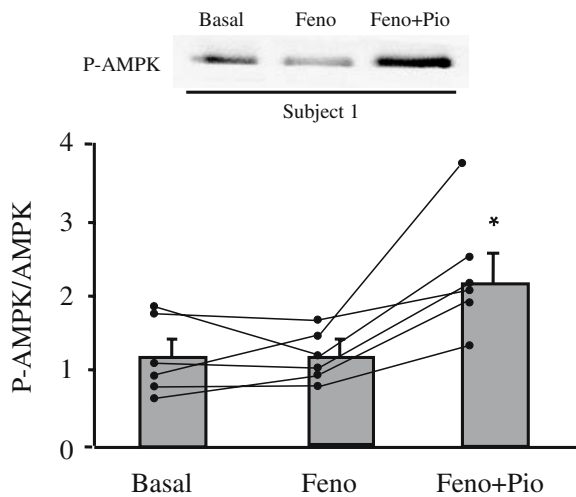 Basal Feno Feno+Pio
P-AMPK
Subject 1
P-AMPK/AMPK
4
3
2
1
0
*
Basal Feno Feno+Pio